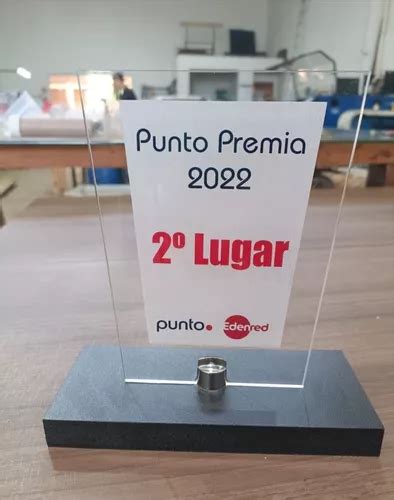 Punto Premia
2022
2º Lugar
punto. Edenred